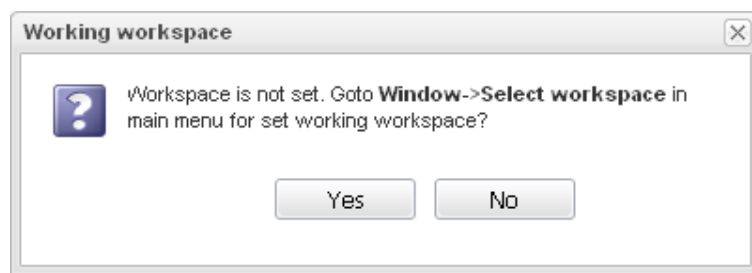 Working workspace
Workspace is not set. Goto Window->Select workspace in
main menu for set working workspace?
Yes No